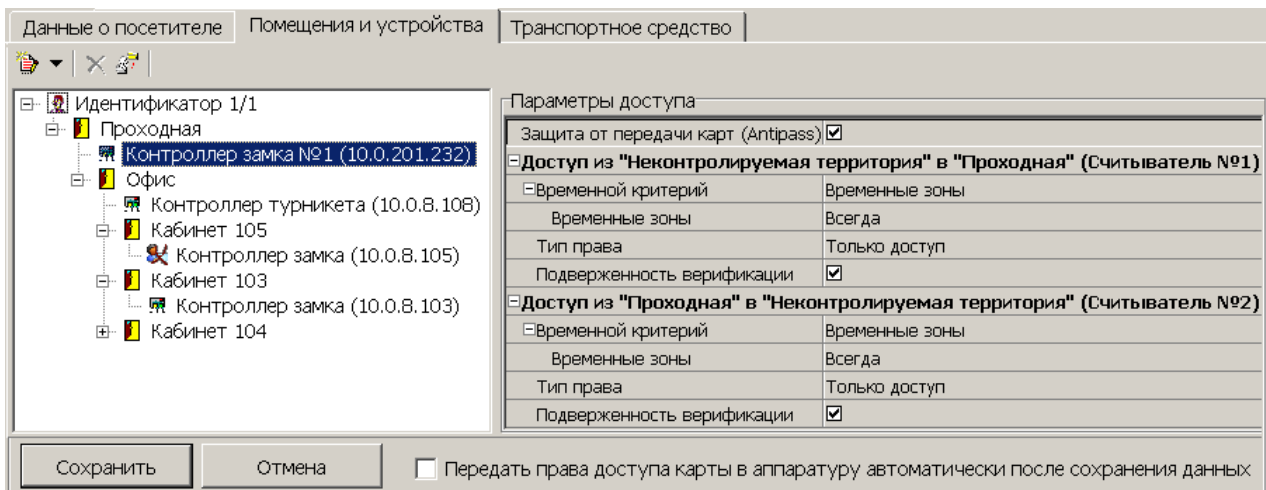 Данные о посетителе
Помещения и устройства
Транспортное средство
Идентификатор 1/1
Проходная
Контроллер замка №1 (10.0.201.232)
Офис
Контроллер турникета (10.0.8.108)
Кабинет 105
Контроллер замка (10.0.8.105)
Кабинет 103
Контроллер замка (10.0.8.103)
Кабинет 104
Параметры доступа
Защита от передачи карт (Antipass)
Доступ из "Неконтролируемая территория" в "Проходная" (Считыватель №1)
Временной критерий Временные зоны
Временные зоны Всегда
Тип права Только доступ
Подверженность верификации
Доступ из "Проходная" в "Неконтролируемая территория" (Считыватель №2)
Временной критерий Временные зоны
Временные зоны Всегда
Тип права Только доступ
Подверженность верификации
Сохранить
Отмена
Передать права доступа карты в аппаратуру автоматически после сохранения данных